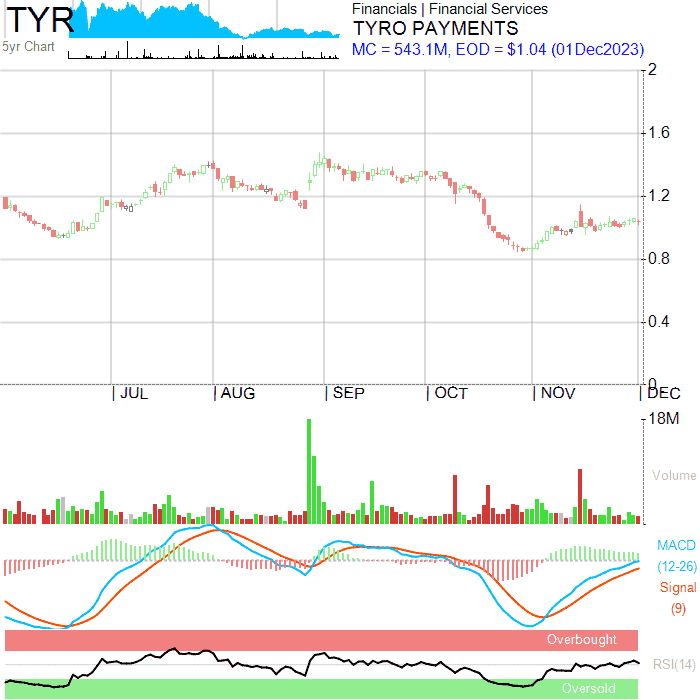 TYR
5yr Chart
Financials | Financial Services
TYRO PAYMENTS
MC = 543.1M, EOD = $1.04 (01Dec2023)
2
1.6
1.2
0.8
0.4
0
JUL AUG SEP OCT NOV DEC
18M
Volume
MACD
(12-26)
Signal
(9)
Overbought
RSI(14)
Oversold